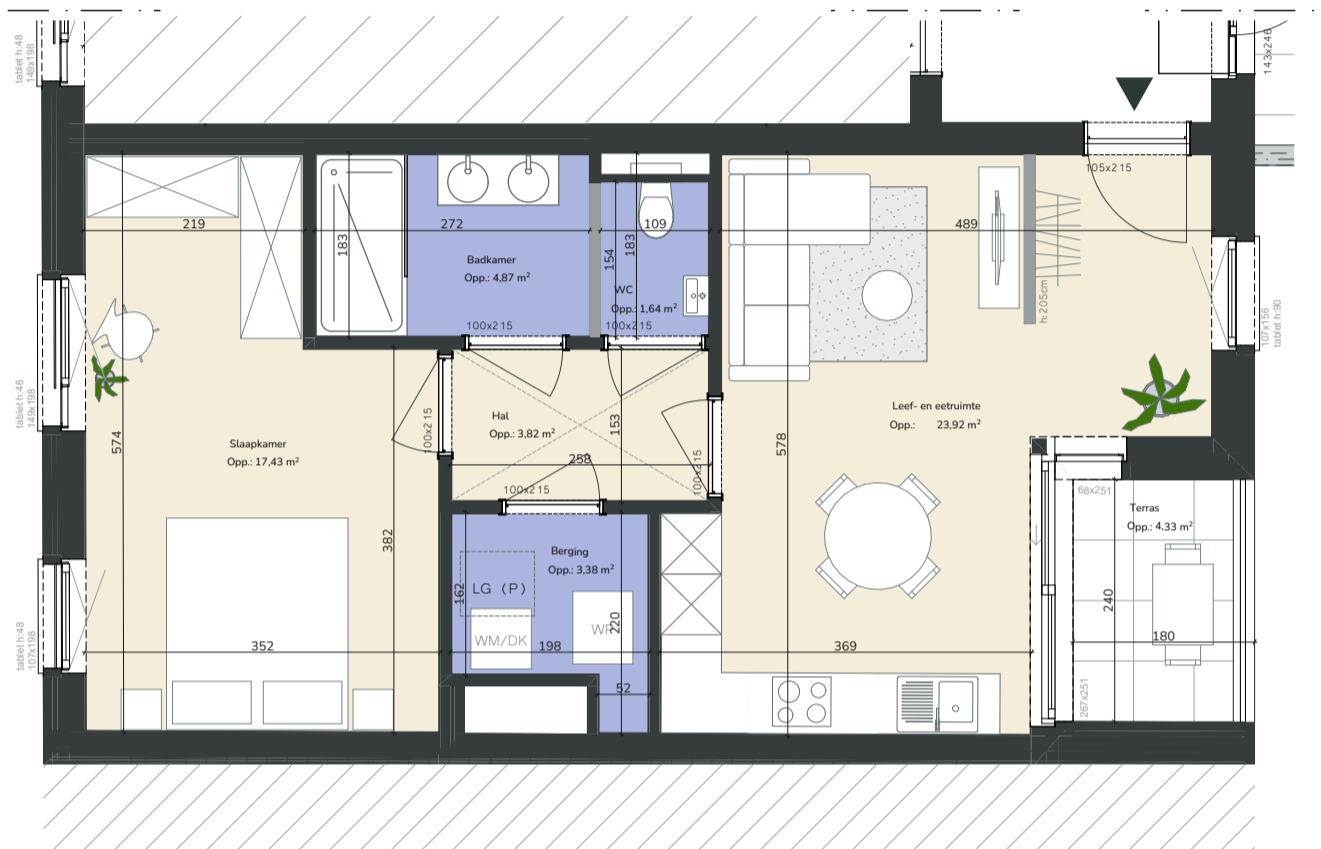 tablet h:48
149x198
143x246
105x215
219
272
109
489
183
154
183
Badkamer
Opp.: 4,87 m²
WC
Opp.: 1,64 m²
h: 205cm
107x156
tablet h:90
100x215
100x215
tablet h:48
149x198
574
Slaapkamer
Opp.: 17,43 m²
100x215
Hal
Opp.: 3,82 m²
153
258
100x215
100x215
578
Leef- en eetruimte
Opp.: 23,92 m²
68x251
Terras
Opp.: 4,33 m²
382
Berging
Opp.: 3,38 m²
162
LG (P)
WM/DK
220
240
tablet h:48
107x198
352
198
369
180
52
267x251